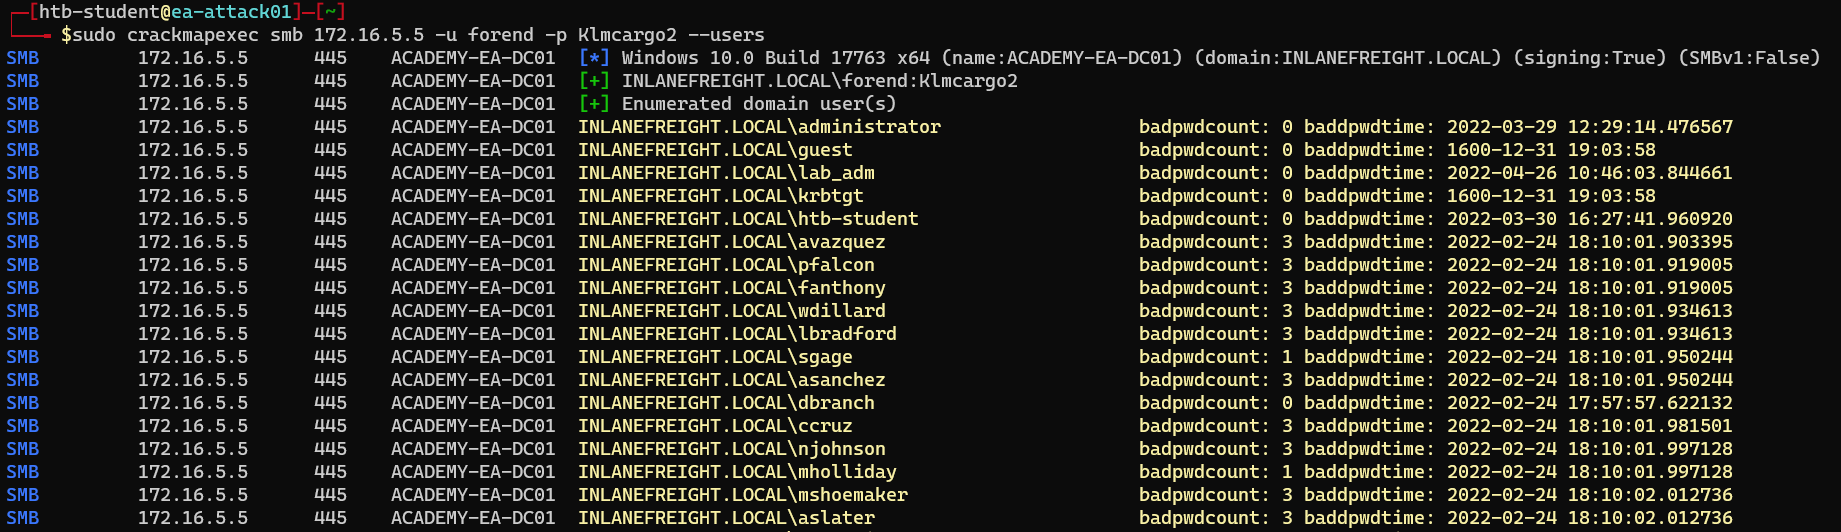 [htb-student@ea-attack01]-[~]
$sudo crackmapexec smb 172.16.5.5 -u forend -p Klmcargo2 --users
SMB 172.16.5.5 445 ACADEMY-EA-DC01 [*] Windows 10.0 Build 17763 x64 (name:ACADEMY-EA-DC01) (domain:INLANEFREIGHT.LOCAL) (signing:True) (SMBv1:False)
SMB 172.16.5.5 445 ACADEMY-EA-DC01 [+] INLANEFREIGHT.LOCAL\forend:Klmcargo2
SMB 172.16.5.5 445 ACADEMY-EA-DC01 [+] Enumerated domain user(s)
SMB 172.16.5.5 445 ACADEMY-EA-DC01 INLANEFREIGHT.LOCAL\administrator badpwdcount: 0 baddpwdtime: 2022-03-29 12:29:14.476567
SMB 172.16.5.5 445 ACADEMY-EA-DC01 INLANEFREIGHT.LOCAL\guest badpwdcount: 0 baddpwdtime: 1600-12-31 19:03:58
SMB 172.16.5.5 445 ACADEMY-EA-DC01 INLANEFREIGHT.LOCAL\lab_adm badpwdcount: 0 baddpwdtime: 2022-04-26 10:46:03.844661
SMB 172.16.5.5 445 ACADEMY-EA-DC01 INLANEFREIGHT.LOCAL\krbtgt badpwdcount: 0 baddpwdtime: 1600-12-31 19:03:58
SMB 172.16.5.5 445 ACADEMY-EA-DC01 INLANEFREIGHT.LOCAL\htb-student badpwdcount: 0 baddpwdtime: 2022-03-30 16:27:41.960920
SMB 172.16.5.5 445 ACADEMY-EA-DC01 INLANEFREIGHT.LOCAL\avazquez badpwdcount: 3 baddpwdtime: 2022-02-24 18:10:01.903395
SMB 172.16.5.5 445 ACADEMY-EA-DC01 INLANEFREIGHT.LOCAL\pfalcon badpwdcount: 3 baddpwdtime: 2022-02-24 18:10:01.919005
SMB 172.16.5.5 445 ACADEMY-EA-DC01 INLANEFREIGHT.LOCAL\fanthony badpwdcount: 3 baddpwdtime: 2022-02-24 18:10:01.919005
SMB 172.16.5.5 445 ACADEMY-EA-DC01 INLANEFREIGHT.LOCAL\wdillard badpwdcount: 3 baddpwdtime: 2022-02-24 18:10:01.934613
SMB 172.16.5.5 445 ACADEMY-EA-DC01 INLANEFREIGHT.LOCAL\lbradford badpwdcount: 3 baddpwdtime: 2022-02-24 18:10:01.934613
SMB 172.16.5.5 445 ACADEMY-EA-DC01 INLANEFREIGHT.LOCAL\sgage badpwdcount: 1 baddpwdtime: 2022-02-24 18:10:01.950244
SMB 172.16.5.5 445 ACADEMY-EA-DC01 INLANEFREIGHT.LOCAL\asanchez badpwdcount: 3 baddpwdtime: 2022-02-24 18:10:01.950244
SMB 172.16.5.5 445 ACADEMY-EA-DC01 INLANEFREIGHT.LOCAL\dbranch badpwdcount: 0 baddpwdtime: 2022-02-24 17:57:57.622132
SMB 172.16.5.5 445 ACADEMY-EA-DC01 INLANEFREIGHT.LOCAL\ccruz badpwdcount: 3 baddpwdtime: 2022-02-24 18:10:01.981501
SMB 172.16.5.5 445 ACADEMY-EA-DC01 INLANEFREIGHT.LOCAL\njohnson badpwdcount: 3 baddpwdtime: 2022-02-24 18:10:01.997128
SMB 172.16.5.5 445 ACADEMY-EA-DC01 INLANEFREIGHT.LOCAL\mholliday badpwdcount: 1 baddpwdtime: 2022-02-24 18:10:01.997128
SMB 172.16.5.5 445 ACADEMY-EA-DC01 INLANEFREIGHT.LOCAL\mshoemaker badpwdcount: 3 baddpwdtime: 2022-02-24 18:10:02.012736
SMB 172.16.5.5 445 ACADEMY-EA-DC01 INLANEFREIGHT.LOCAL\aslater badpwdcount: 3 baddpwdtime: 2022-02-24 18:10:02.012736